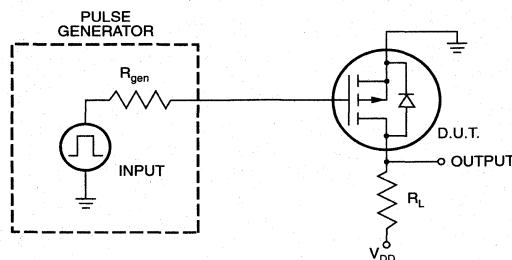 PULSE
GENERATOR
Rgen
INPUT
D.U.T.
OUTPUT
RL
VDD